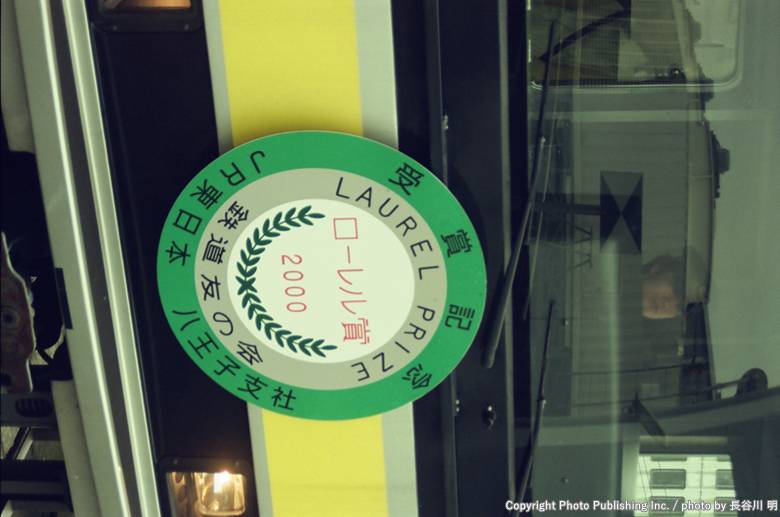 受賞記念
LAUREL PRIZE
ローレル賞
2000
鉄道友の会
JR東日本 八王子支社
Copyright Photo Publishing Inc. / photo by 長谷川 明